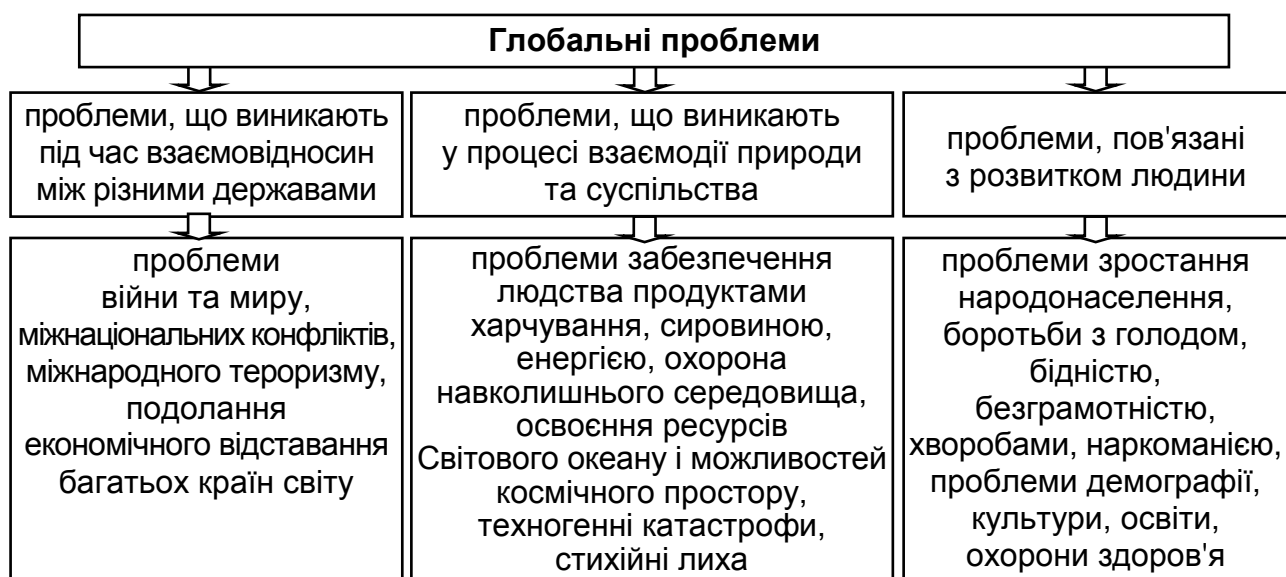 Глобальні проблеми
проблеми, що виникають
під час взаємовідносин
між різними державами
проблеми, що виникають
у процесі взаємодії природи
та суспільства
проблеми, пов'язані
з розвитком людини
проблеми
війни та миру,
міжнаціональних конфліктів,
міжнародного тероризму,
подолання
економічного відставання
багатьох країн світу
проблеми забезпечення
людства продуктами
харчування, сировиною,
енергією, охорона
навколишнього середовища,
освоєння ресурсів
Світового океану і можливостей
космічного простору,
техногенні катастрофи,
стихійні лиха
проблеми зростання
народонаселення,
боротьби з голодом,
бідністю,
безграмотністю,
хворобами, наркоманією,
проблеми демографії,
культури, освіти,
охорони здоров'я